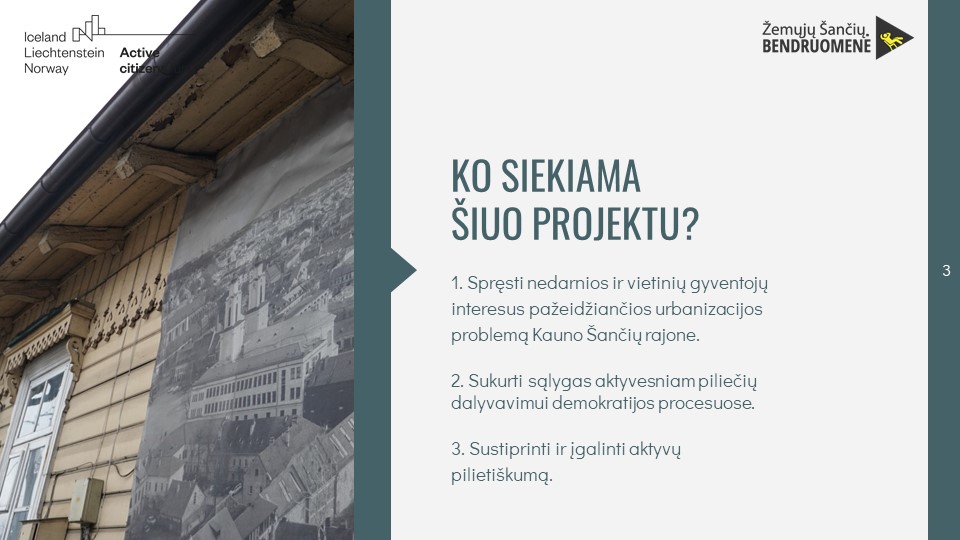 Iceland
Liechtenstein
Norway
Active
citizens
Žemųjų Šančių
BENDRUOMENĖ
KO SIEKIAMA
ŠIUO PROJEKTU?
1. Spręsti nedarnios ir vietinių gyventojų
interesus pažeidžiančios urbanizacijos
problemą Kauno Šančių rajone.
2. Sukurti sąlygas aktyvesniam piliečių
dalyvavimui demokratijos procesuose.
3. Sustiprinti ir įgalinti aktyvų
pilietiškumą.
3